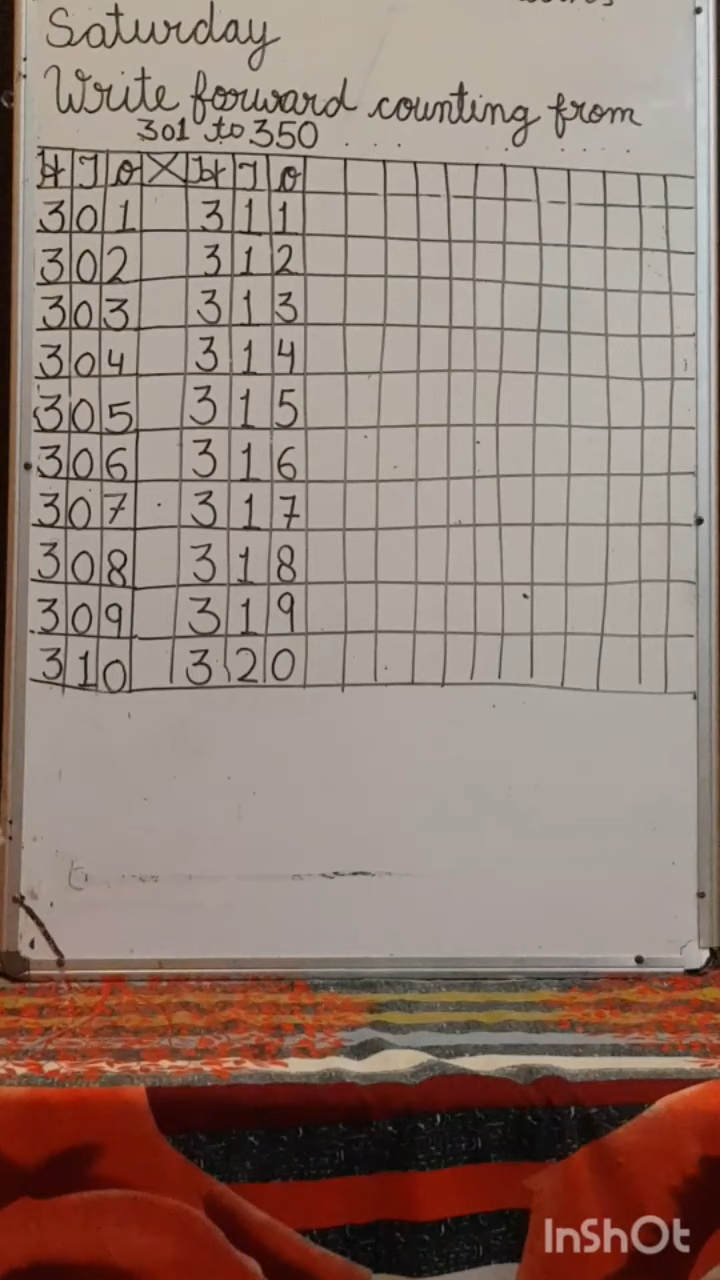 Saturday
Write forward counting from
301 to 350
H T O X H T O
3 0 1 3 1 1
3 0 2 3 1 2
3 0 3 3 1 3
3 0 4 3 1 4
3 0 5 3 1 5
3 0 6 3 1 6
3 0 7 3 1 7
3 0 8 3 1 8
3 0 9 3 1 9
3 1 0 3 2 0
InShOt